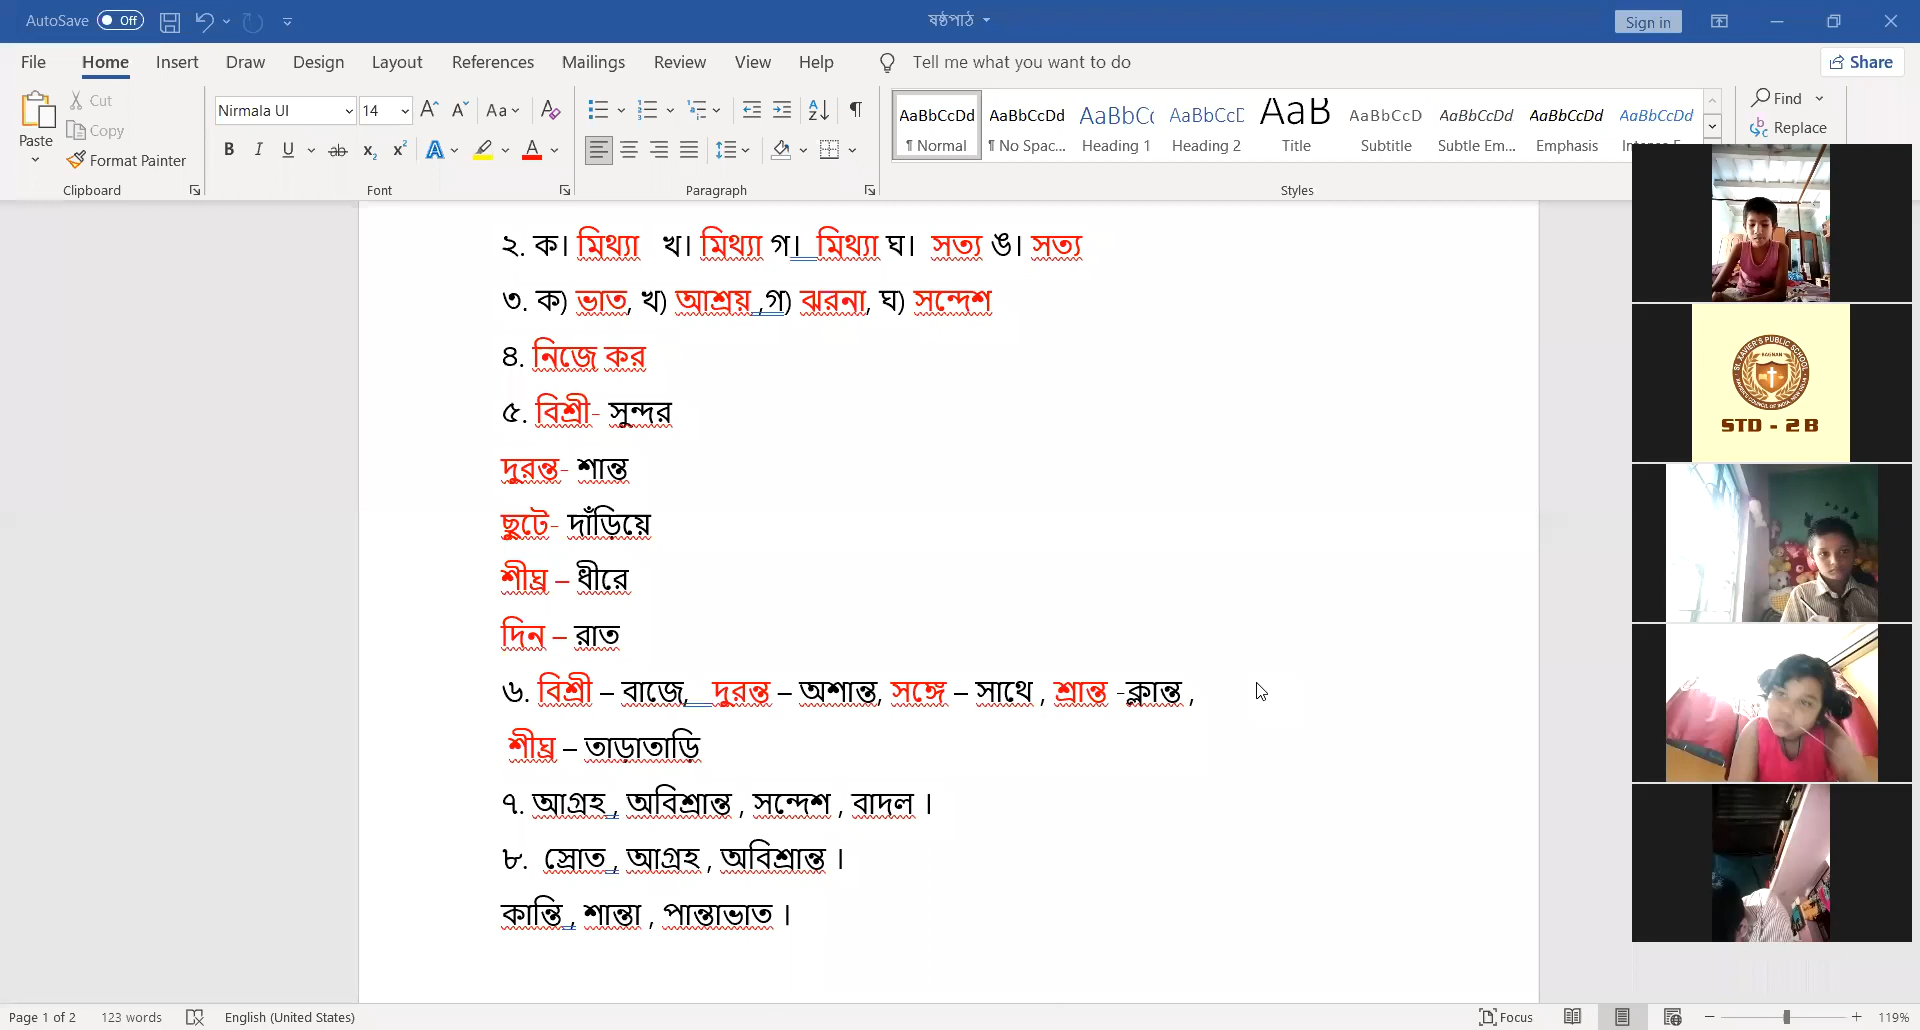 AutoSave Off ষষ্ঠপাঠ Sign in
File Home Insert Draw Design Layout References Mailings Review View Help Tell me what you want to do Share
Paste Cut Copy Format Painter Clipboard
Nirmala UI 14 Font
Paragraph
AaBbCcDd AaBbCcDd AaBbCc AaBbCcD AaB AaBbCcD AaBbCcDd AaBbCcDd AaBbCcDd
¶ Normal ¶ No Spac... Heading 1 Heading 2 Title Subtitle Subtle Em... Emphasis
Styles
Find
Replace
২. ক। মিথ্যা খ। মিথ্যা গ। মিথ্যা ঘ। সত্য ঙ। সত্য
৩. ক) ভাত, খ) আশ্রয় ,গ) ঝরনা, ঘ) সন্দেশ
৪. নিজে কর
৫. বিশ্রী- সুন্দর
দুরন্ত- শান্ত
ছুটে- দাঁড়িয়ে
শীঘ্র – ধীরে
দিন – রাত
৬. বিশ্রী – বাজে, দুরন্ত – অশান্ত, সঙ্গে – সাথে , শ্রান্ত -ক্লান্ত ,
শীঘ্র – তাড়াতাড়ি
৭. আগ্রহ , অবিশ্রান্ত , সন্দেশ , বাদল ।
৮. স্রোত , আগ্রহ , অবিশ্রান্ত ।
কান্তি , শান্তা , পান্তাভাত ।
ST. XAVIER'S PUBLIC SCHOOL
BAGNAN
STD - 2B
Page 1 of 2 123 words English (United States) Focus 119%